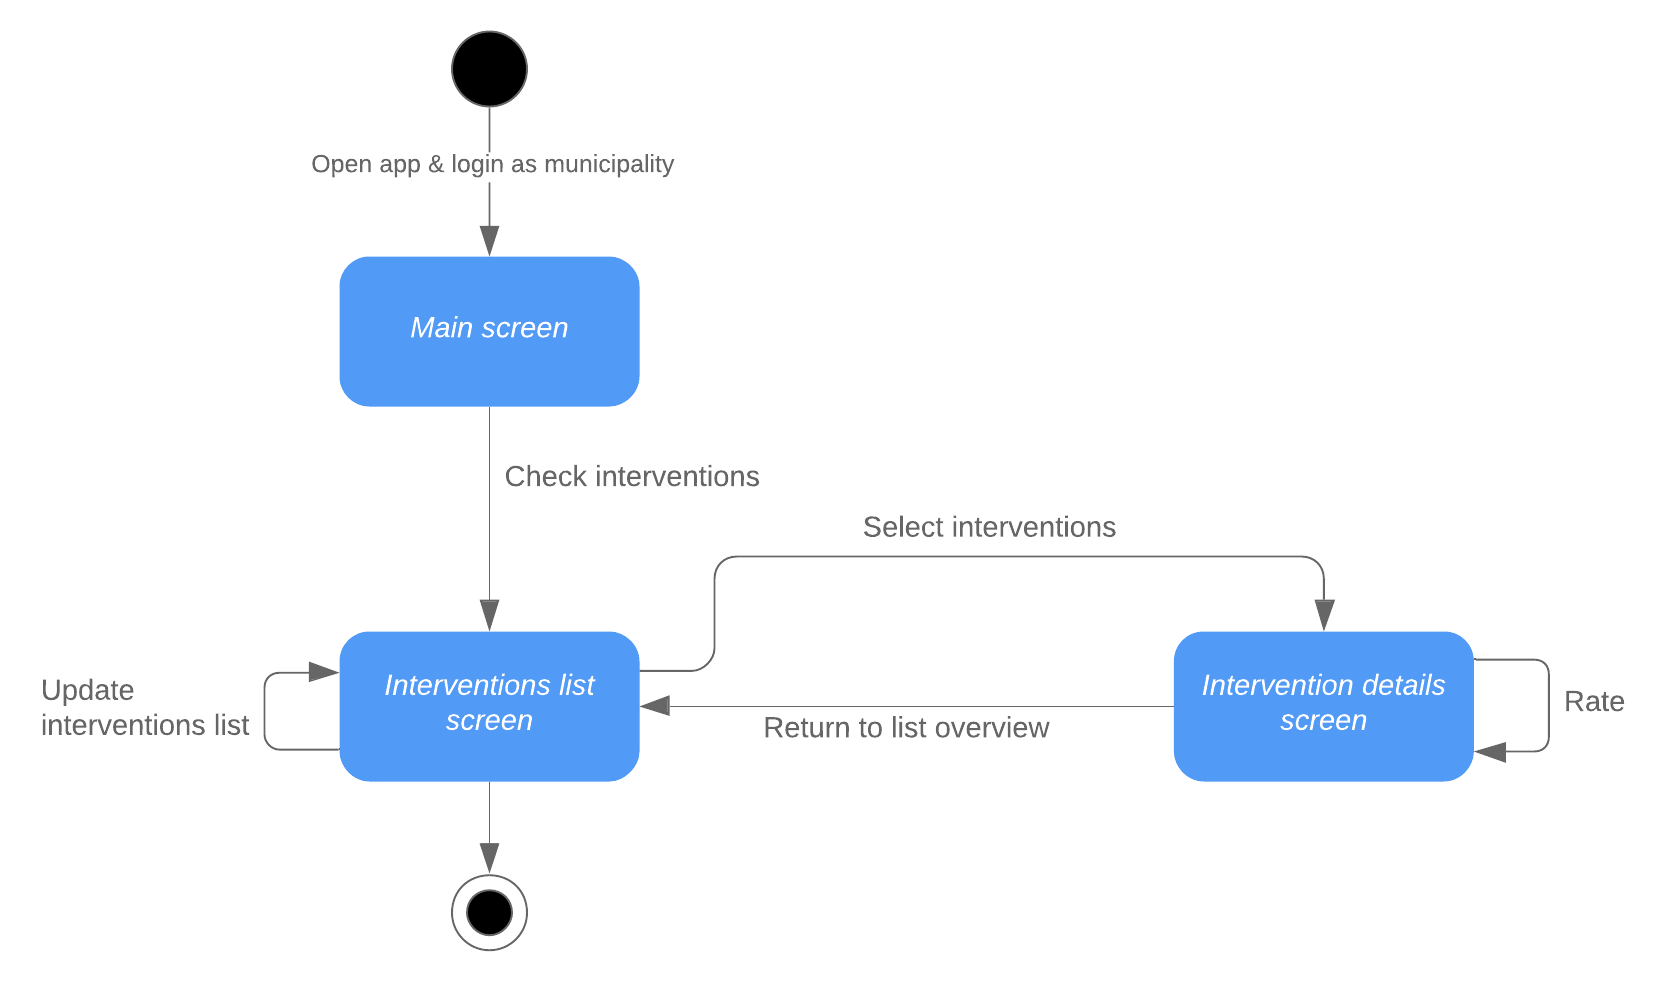 Open app & login as municipality
Main screen
Check interventions
Select interventions
Update
interventions list
Interventions list
screen
Return to list overview
Intervention details
screen
Rate